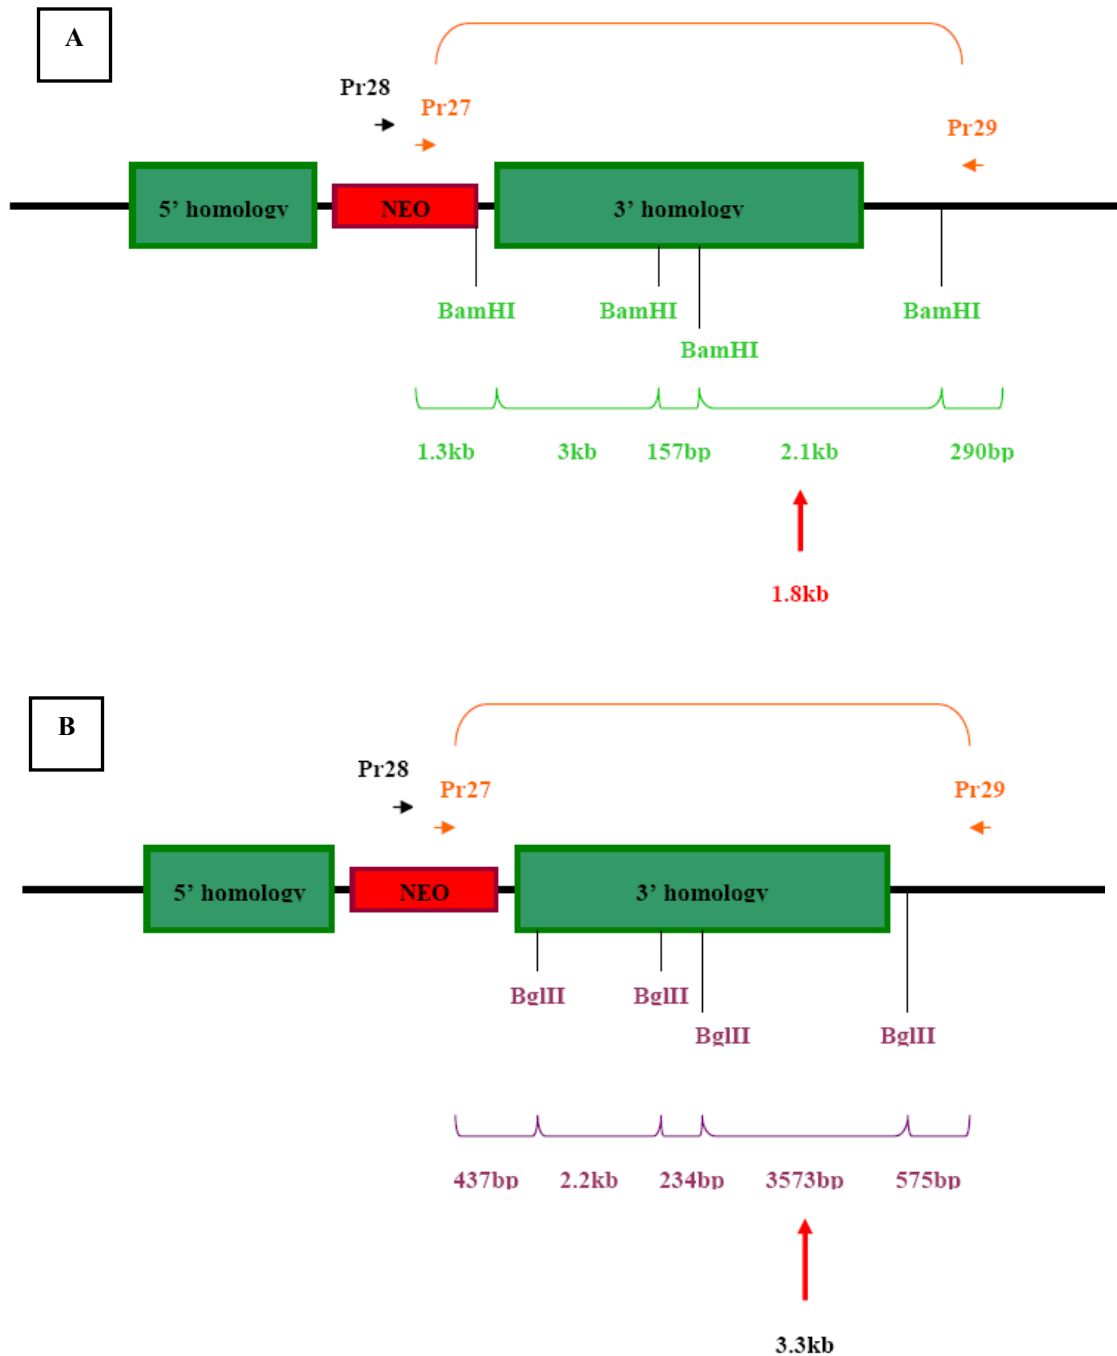 A
Pr28
Pr27
Pr29
5' homology
NEO
3' homology
BamHI
BamHI
BamHI
BamHI
1.3kb 3kb 157bp 2.1kb 290bp
1.8kb
B
Pr28
Pr27
Pr29
5' homology
NEO
3' homology
BglII
BglII
BglII
BglII
437bp 2.2kb 234bp 3573bp 575bp
3.3kb